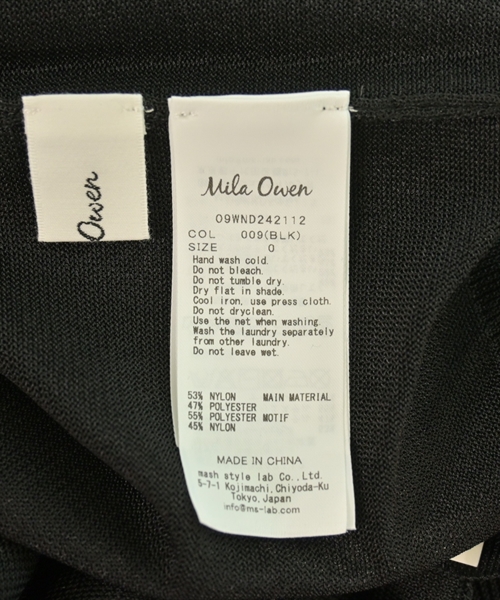 Owen
Mila Owen
09WND242112
COL 009(BLK)
SIZE 0
Hand wash cold.
Do not bleach.
Do not tumble dry.
Dry flat in shade.
Cool iron, use press cloth.
Do not dryclean.
Use the net when washing.
Wash the laundry separately
from other laundry.
Do not leave wet.
53% NYLON MAIN MATERIAL
47% POLYESTER
55% POLYESTER MOTIF
45% NYLON
MADE IN CHINA
mash style lab Co.,Ltd.
5-7-1 Kojimachi,Chiyoda-Ku
Tokyo,Japan
info@ms-lab.com